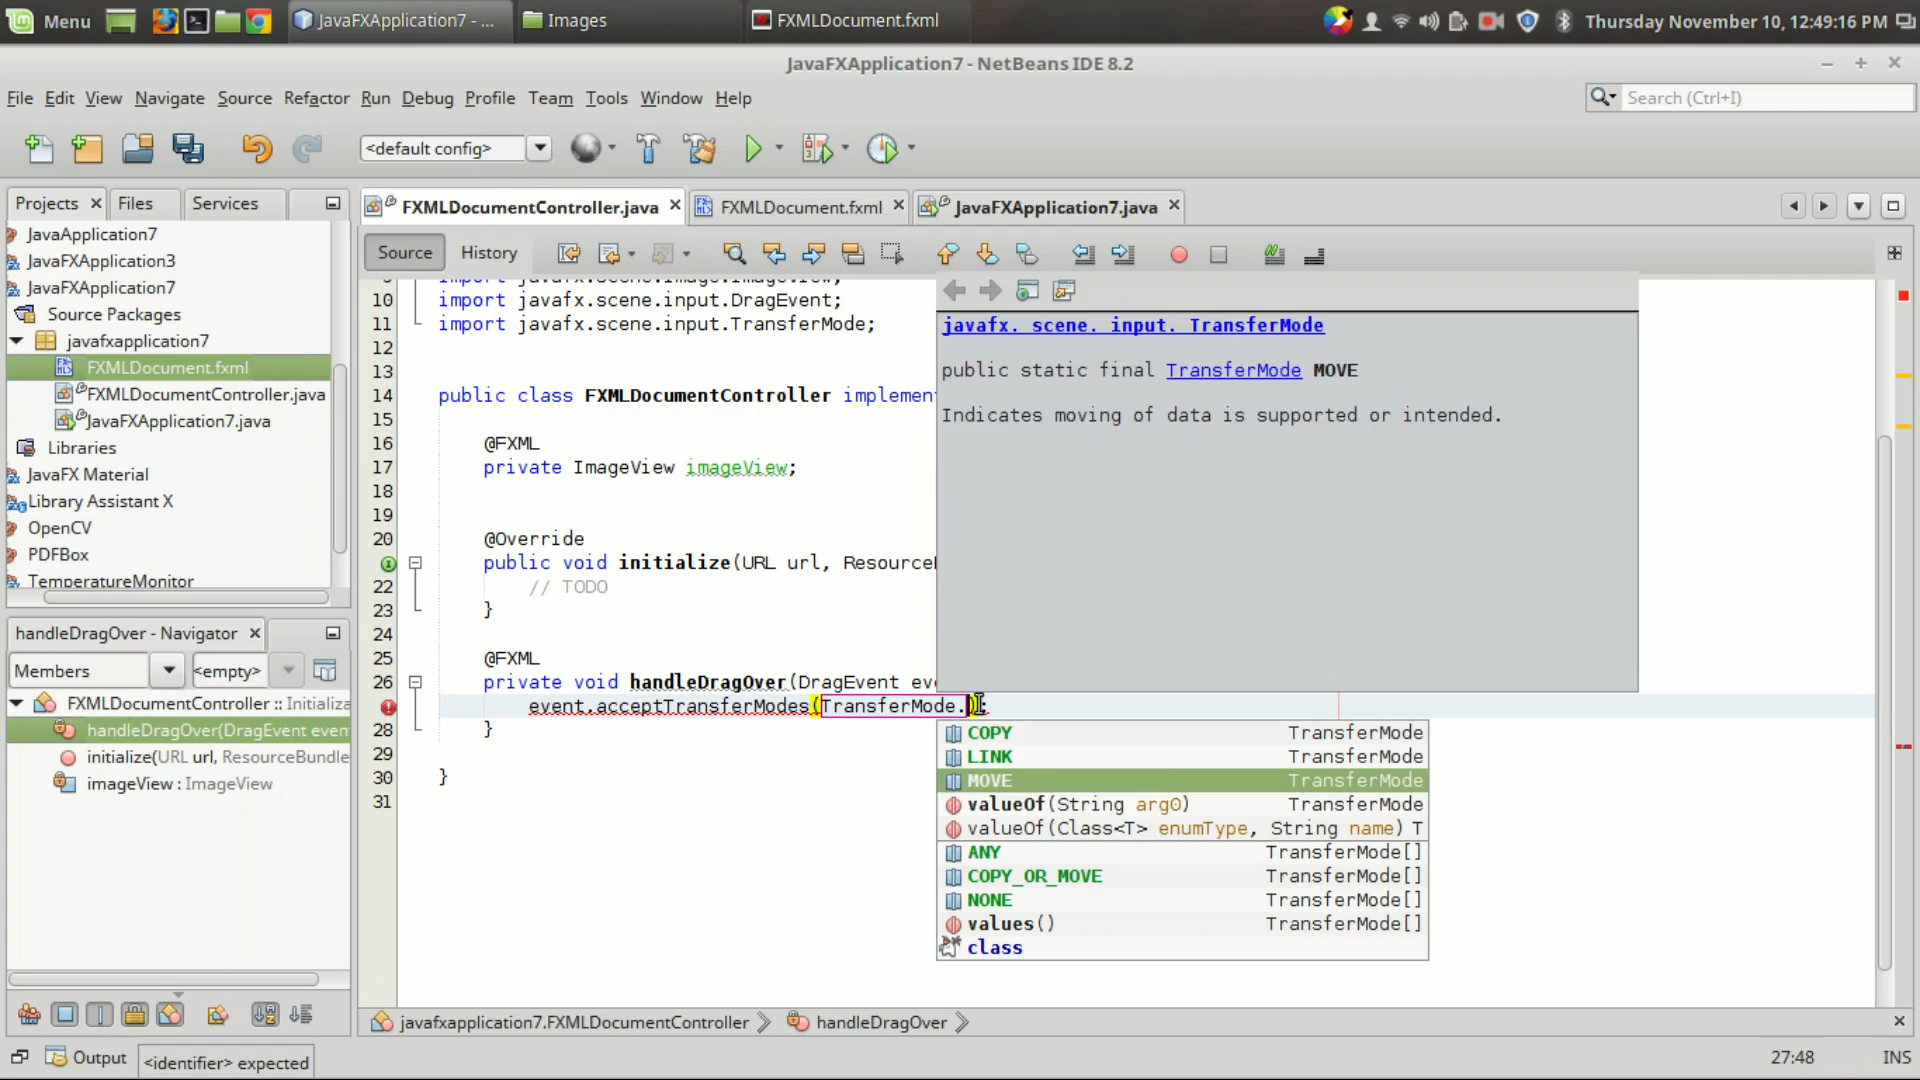 Menu
JavaFXApplication7 - ...
Images
FXMLDocument.fxml
Thursday November 10, 12:49:16 PM
JavaFXApplication7 - NetBeans IDE 8.2
File Edit View Navigate Source Refactor Run Debug Profile Team Tools Window Help
Search (Ctrl+I)
<default config>
Projects Files Services
FXMLDocumentController.java FXMLDocument.fxml JavaFXApplication7.java
Source History
JavaApplication7
JavaFXApplication3
JavaFXApplication7
Source Packages
javafxapplication7
FXMLDocument.fxml
FXMLDocumentController.java
JavaFXApplication7.java
Libraries
JavaFX Material
Library Assistant X
OpenCV
PDFBox
TemperatureMonitor
handleDragOver - Navigator
Members <empty>
FXMLDocumentController :: Initializa
handleDragOver(DragEvent even
initialize(URL url, ResourceBundle
imageView : ImageView
import javafx.scene.image.ImageView;
10 import javafx.scene.input.DragEvent;
11 import javafx.scene.input.TransferMode;
12
13
14 public class FXMLDocumentController implemen
15
16 @FXML
17 private ImageView imageView;
18
19
20 @Override
public void initialize(URL url, Resource
22 // TODO
23 }
24
25 @FXML
26 private void handleDragOver(DragEvent eve
event.acceptTransferModes(TransferMode.);
28 }
29
30 }
31
javafx. scene. input. TransferMode
public static final TransferMode MOVE
Indicates moving of data is supported or intended.
COPY TransferMode
LINK TransferMode
MOVE TransferMode
valueOf(String arg0) TransferMode
valueOf(Class<T> enumType, String name) T
ANY TransferMode[]
COPY_OR_MOVE TransferMode[]
NONE TransferMode[]
values() TransferMode[]
class
javafxapplication7.FXMLDocumentController handleDragOver
Output
<identifier> expected
27:48 INS